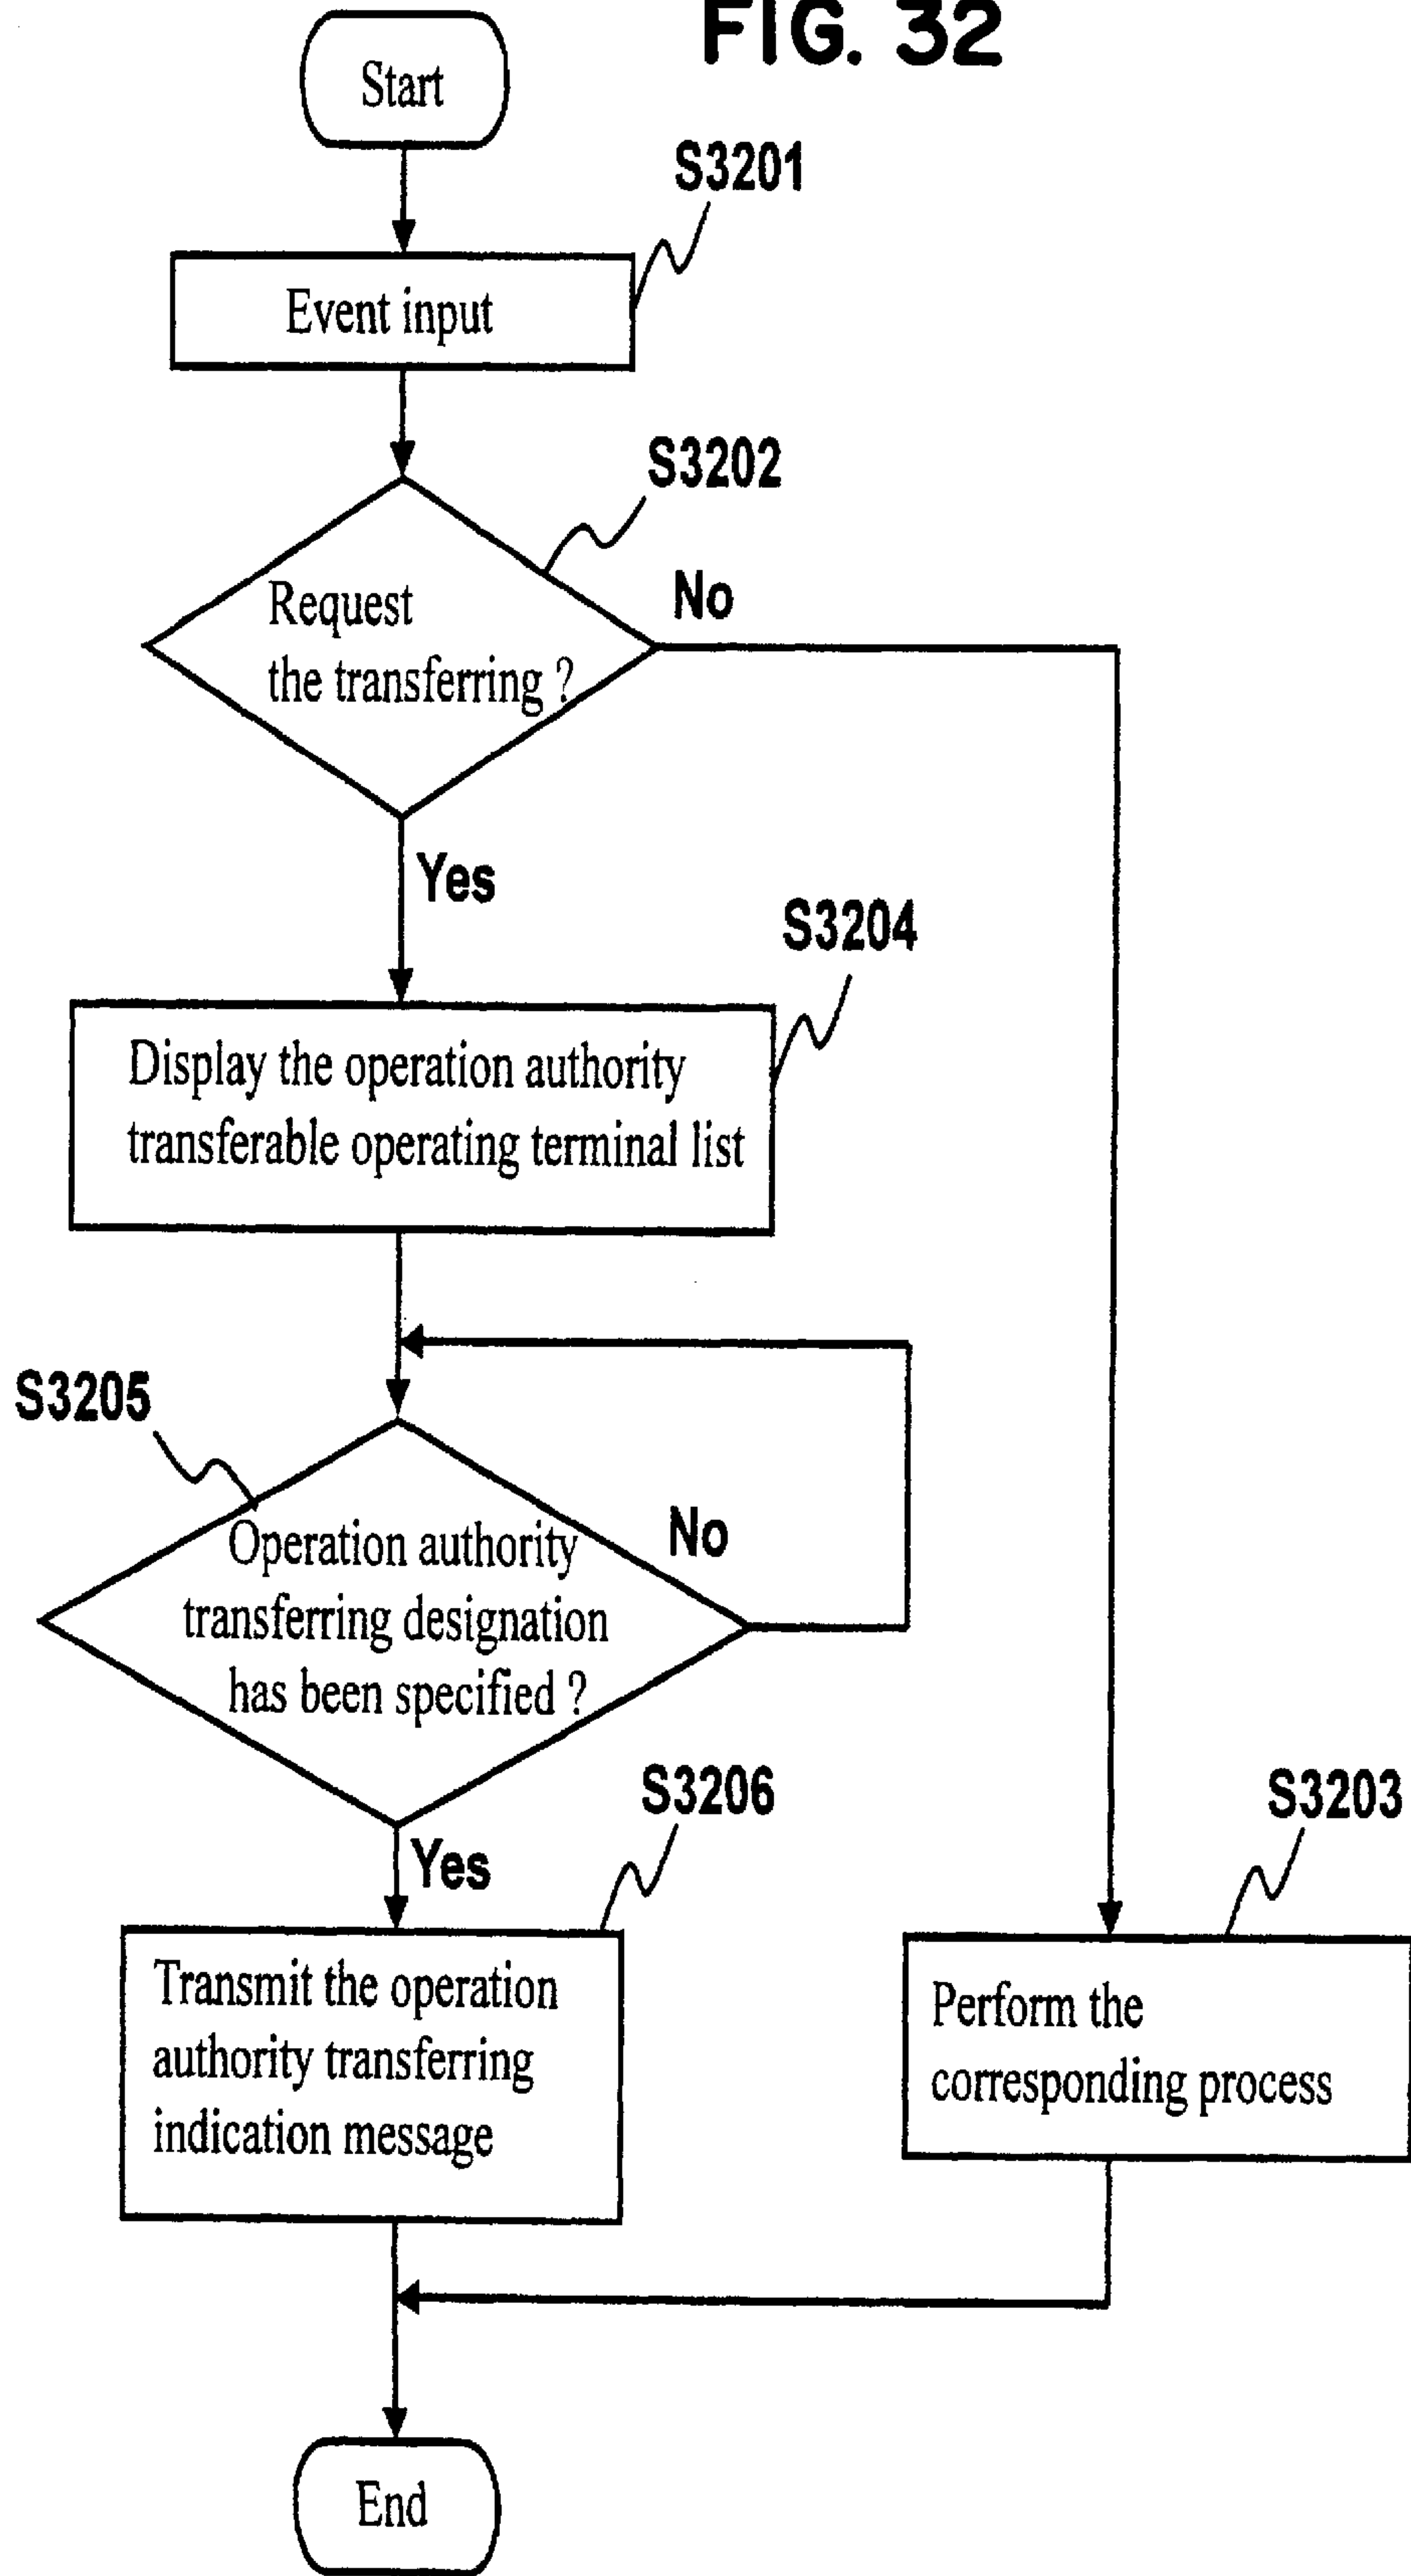 FIG. 32
Start
S3201
Event input
S3202
Request
the transferring ?
No
Yes
S3204
Display the operation authority
transferable operating terminal list
S3205
Operation authority
transferring designation
has been specified ?
No
Yes
S3206
Transmit the operation
authority transferring
indication message
S3203
Perform the
corresponding process
End